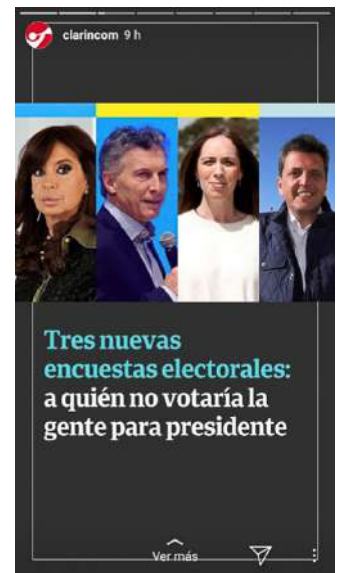 clarincom 9 h
Tres nuevas
encuestas electorales:
a quién no votaría la
gente para presidente
Ver más